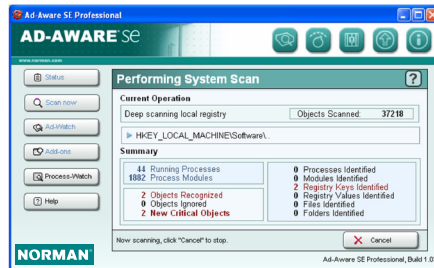 Ad-Aware SE Professional
AD-AWARE SE
www.norman.com
Status
Scan now
Ad-Watch
Add-ons
Process-Watch
Help
NORMAN
Performing System Scan
?
Current Operation
Deep scanning local registry
Objects Scanned: 37218
HKEY_LOCAL_MACHINE\Software\..
Summary
44 Running Processes
1882 Process Modules
2 Objects Recognized
0 Objects Ignored
2 New Critical Objects
0 Processes Identified
0 Modules Identified
2 Registry Keys Identified
0 Registry Values Identified
0 Files Identified
0 Folders Identified
Now scanning, click "Cancel" to stop.
Cancel
Ad-Aware SE Professional, Build 1.0